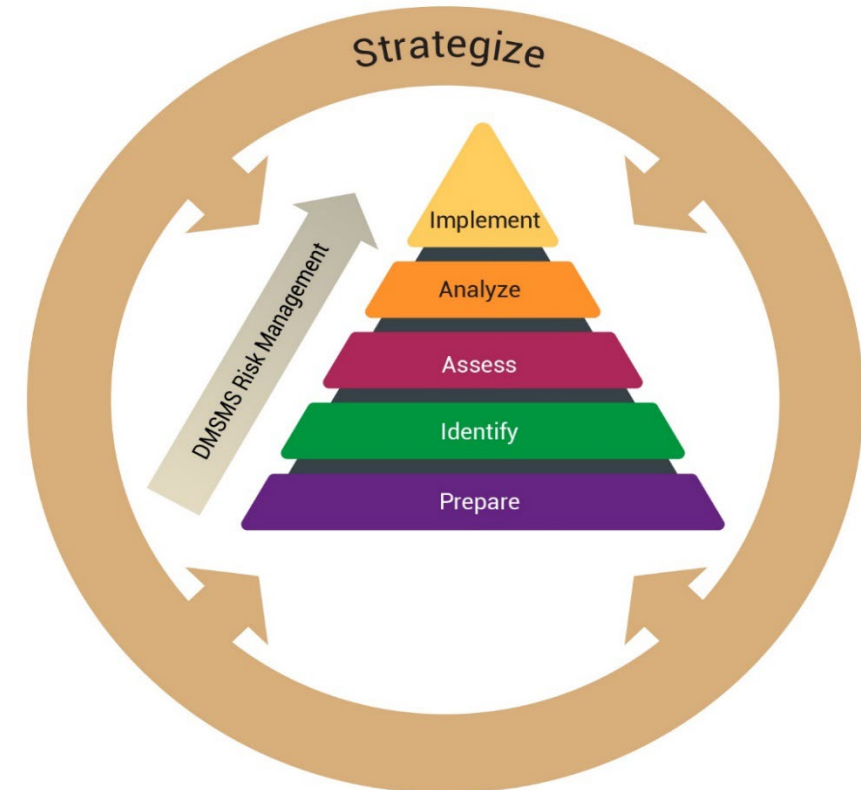 Strategize
Implement
Analyze
Assess
Identify
Prepare
DMSMS Risk Management